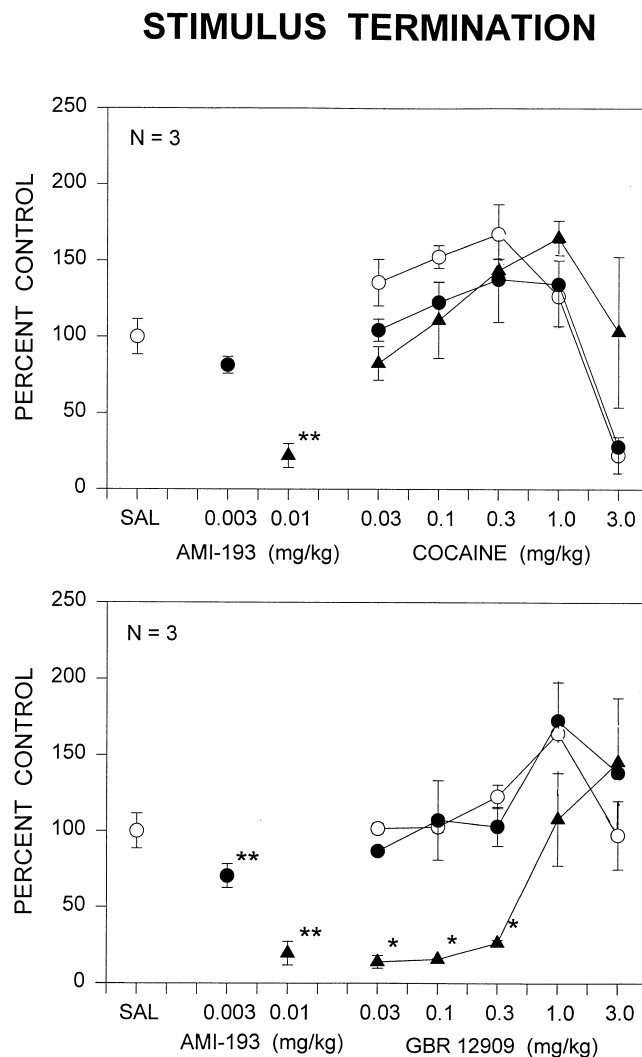 STIMULUS TERMINATION
250
N = 3
200
150
100
50
0
PERCENT CONTROL
**
SAL 0.003 0.01 0.03 0.1 0.3 1.0 3.0
AMI-193 (mg/kg) COCAINE (mg/kg)
250
N = 3
200
150
100
50
0
PERCENT CONTROL
**
**
* * *
SAL 0.003 0.01 0.03 0.1 0.3 1.0 3.0
AMI-193 (mg/kg) GBR 12909 (mg/kg)